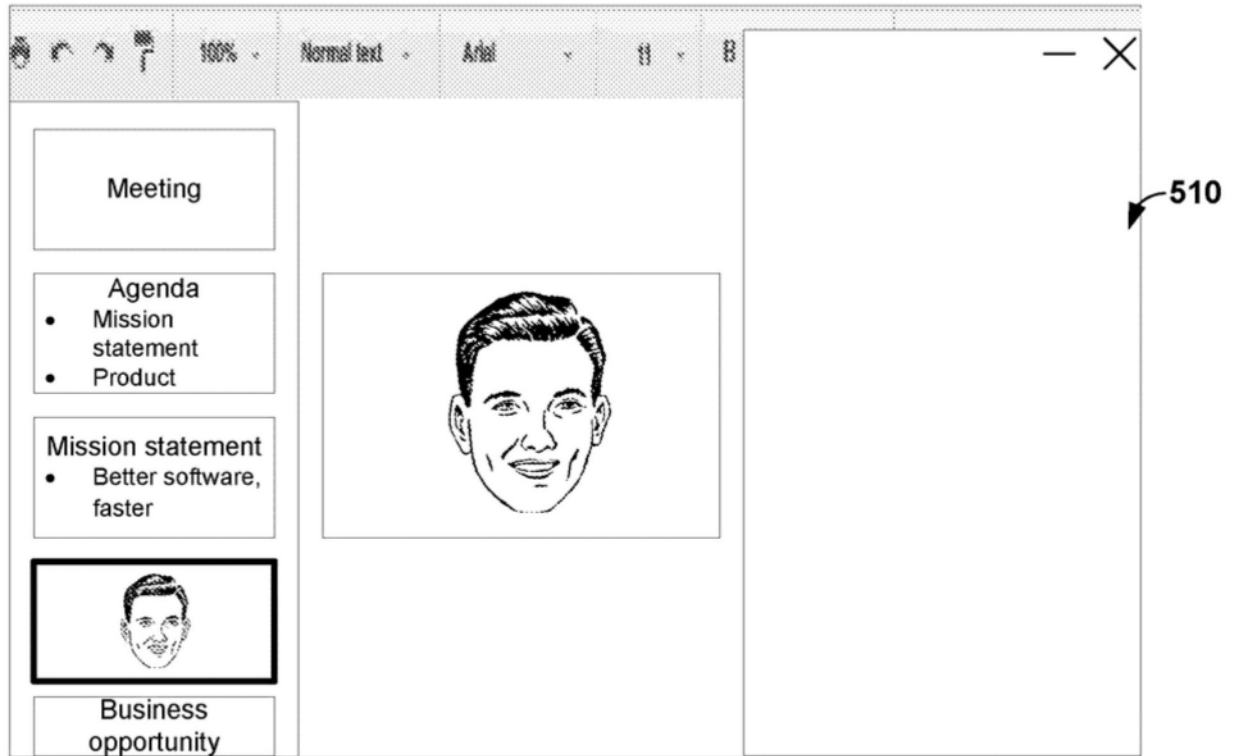 100% Normal text Arial 11 B
510
Meeting
Agenda
• Mission
statement
• Product
Mission statement
• Better software,
faster
Business
opportunity